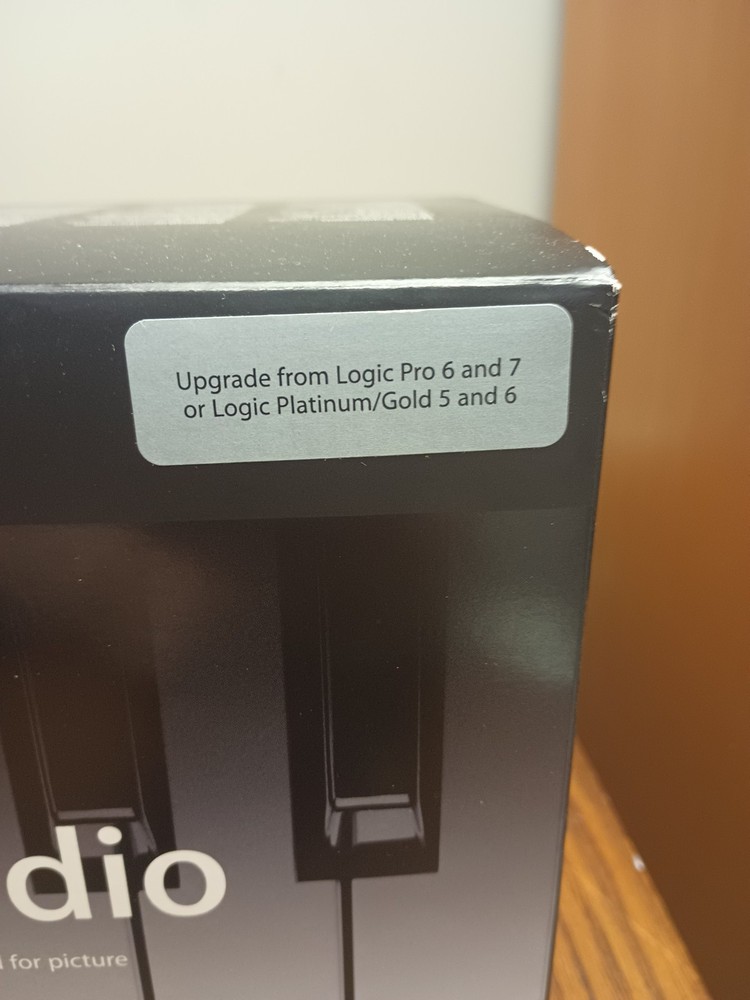 Upgrade from Logic Pro 6 and 7
or Logic Platinum/Gold 5 and 6
dio
for picture